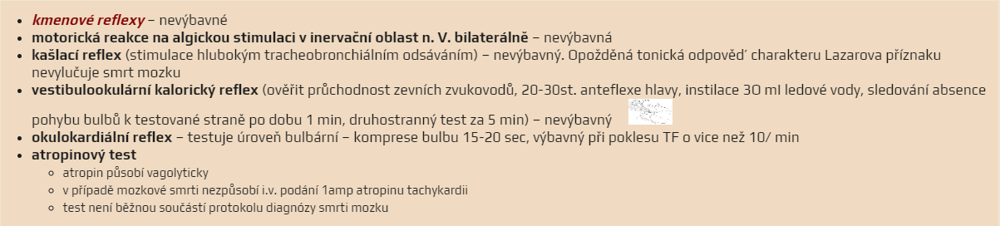 kmenové reflexy – nevýbavné
motorická reakce na algickou stimulaci v inervační oblast n. V. bilaterálně – nevýbavná
kašlací reflex (stimulace hlubokým tracheobronchiálním odsáváním) – nevýbavný. Opožděná tonická odpověď charakteru Lazarova příznaku
nevylučuje smrt mozku
vestibulookulární kalorický reflex (ověřit průchodnost zevních zvukovodů, 20-30st. anteflexe hlavy, instilace 30 ml ledové vody, sledování absence
pohybu bulbů k testované straně po dobu 1 min, druhostranný test za 5 min) – nevýbavný
okulokardiální reflex – testuje úroveň bulbární – komprese bulbu 15-20 sec, výbavný při poklesu TF o vice než 10/ min
atropinový test
atropin působí vagolyticky
v případě mozkové smrti nezpůsobí i.v. podání 1amp atropinu tachykardii
test není běžnou součástí protokolu diagnózy smrti mozku